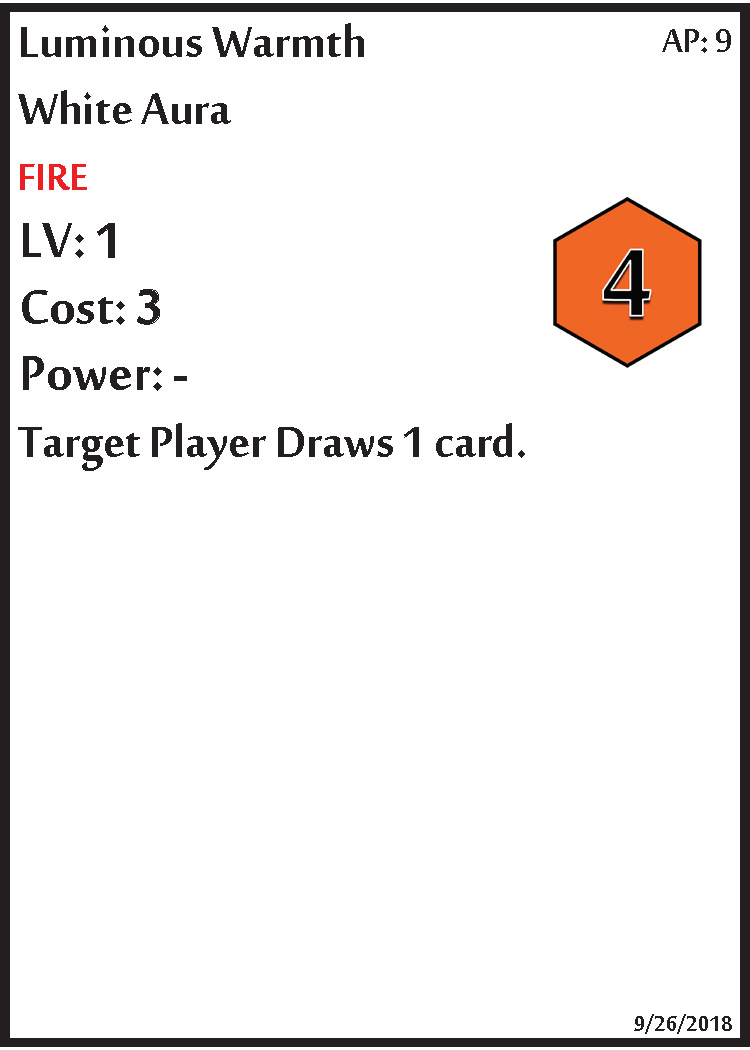 Luminous Warmth
AP: 9
White Aura
FIRE
LV: 1
Cost: 3
4
Power: -
Target Player Draws 1 card.
9/26/2018